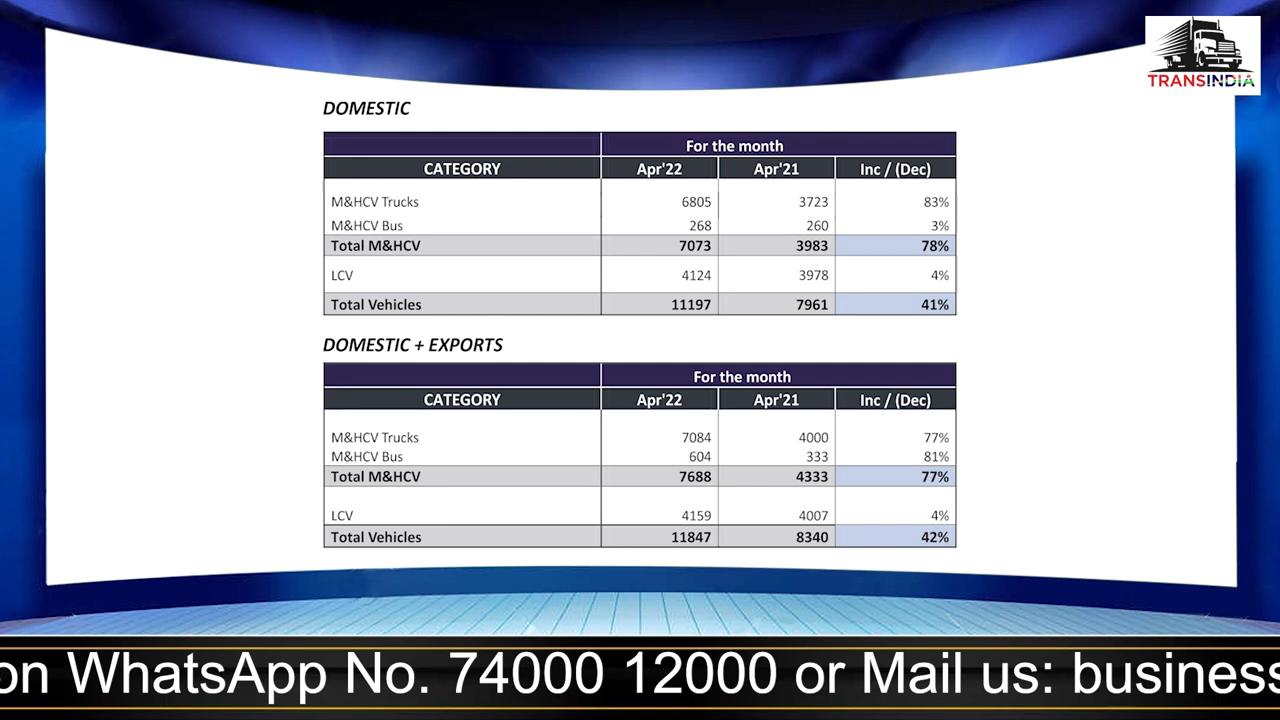 TRANSINDIA
DOMESTIC
For the month
CATEGORY Apr'22 Apr'21 Inc / (Dec)
M&HCV Trucks 6805 3723 83%
M&HCV Bus 268 260 3%
Total M&HCV 7073 3983 78%
LCV 4124 3978 4%
Total Vehicles 11197 7961 41%
DOMESTIC + EXPORTS
For the month
CATEGORY Apr'22 Apr'21 Inc / (Dec)
M&HCV Trucks 7084 4000 77%
M&HCV Bus 604 333 81%
Total M&HCV 7688 4333 77%
LCV 4159 4007 4%
Total Vehicles 11847 8340 42%
on WhatsApp No. 74000 12000 or Mail us: business